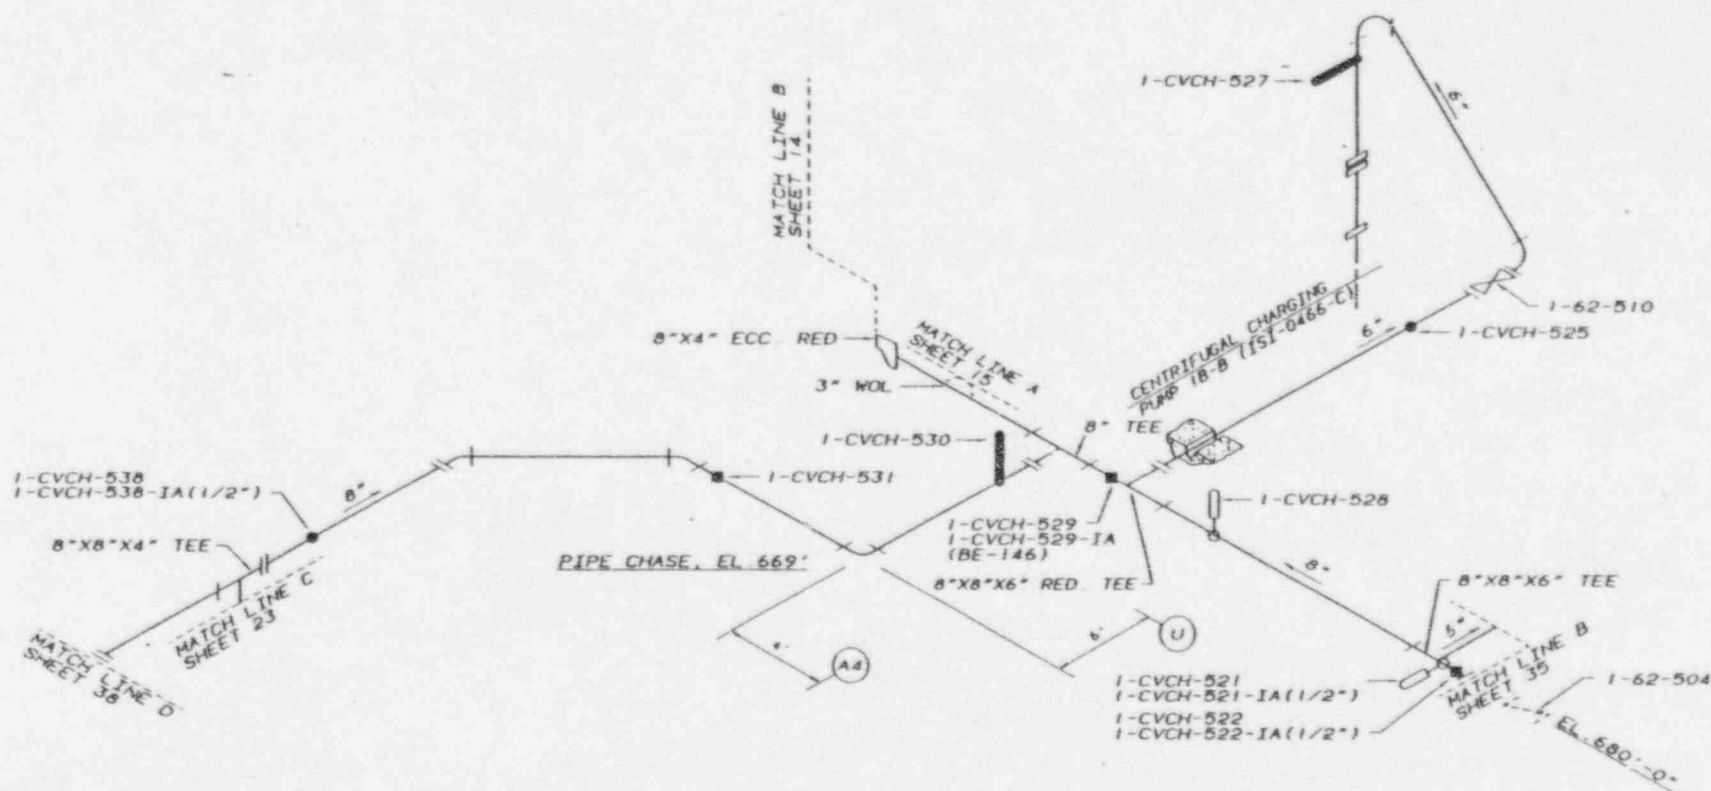 1-CVCH-527
6"
MATCH LINE B
SHEET 14
1-62-510
8"X4" ECC. RED
MATCH LINE A
SHEET 15
CENTRIFUGAL CHARGING
PUMP 1B-B (ISI-0466-C)
6"
1-CVCH-525
3" WOL
8" TEE
1-CVCH-530
1-CVCH-538
1-CVCH-538-IA(1/2")
8"
1-CVCH-531
1-CVCH-528
1-CVCH-529
1-CVCH-529-IA
(BE-146)
8"X8"X4" TEE
PIPE CHASE, EL 669'
8"X8"X6" RED. TEE
8"
8"X8"X6" TEE
MATCH LINE C
SHEET 23
MATCH LINE D
SHEET 38
4'
A4
6'
U
5"
1-CVCH-521
1-CVCH-521-IA(1/2")
1-CVCH-522
1-CVCH-522-IA(1/2")
MATCH LINE B
SHEET 35
1-62-504
EL. 680'-0"